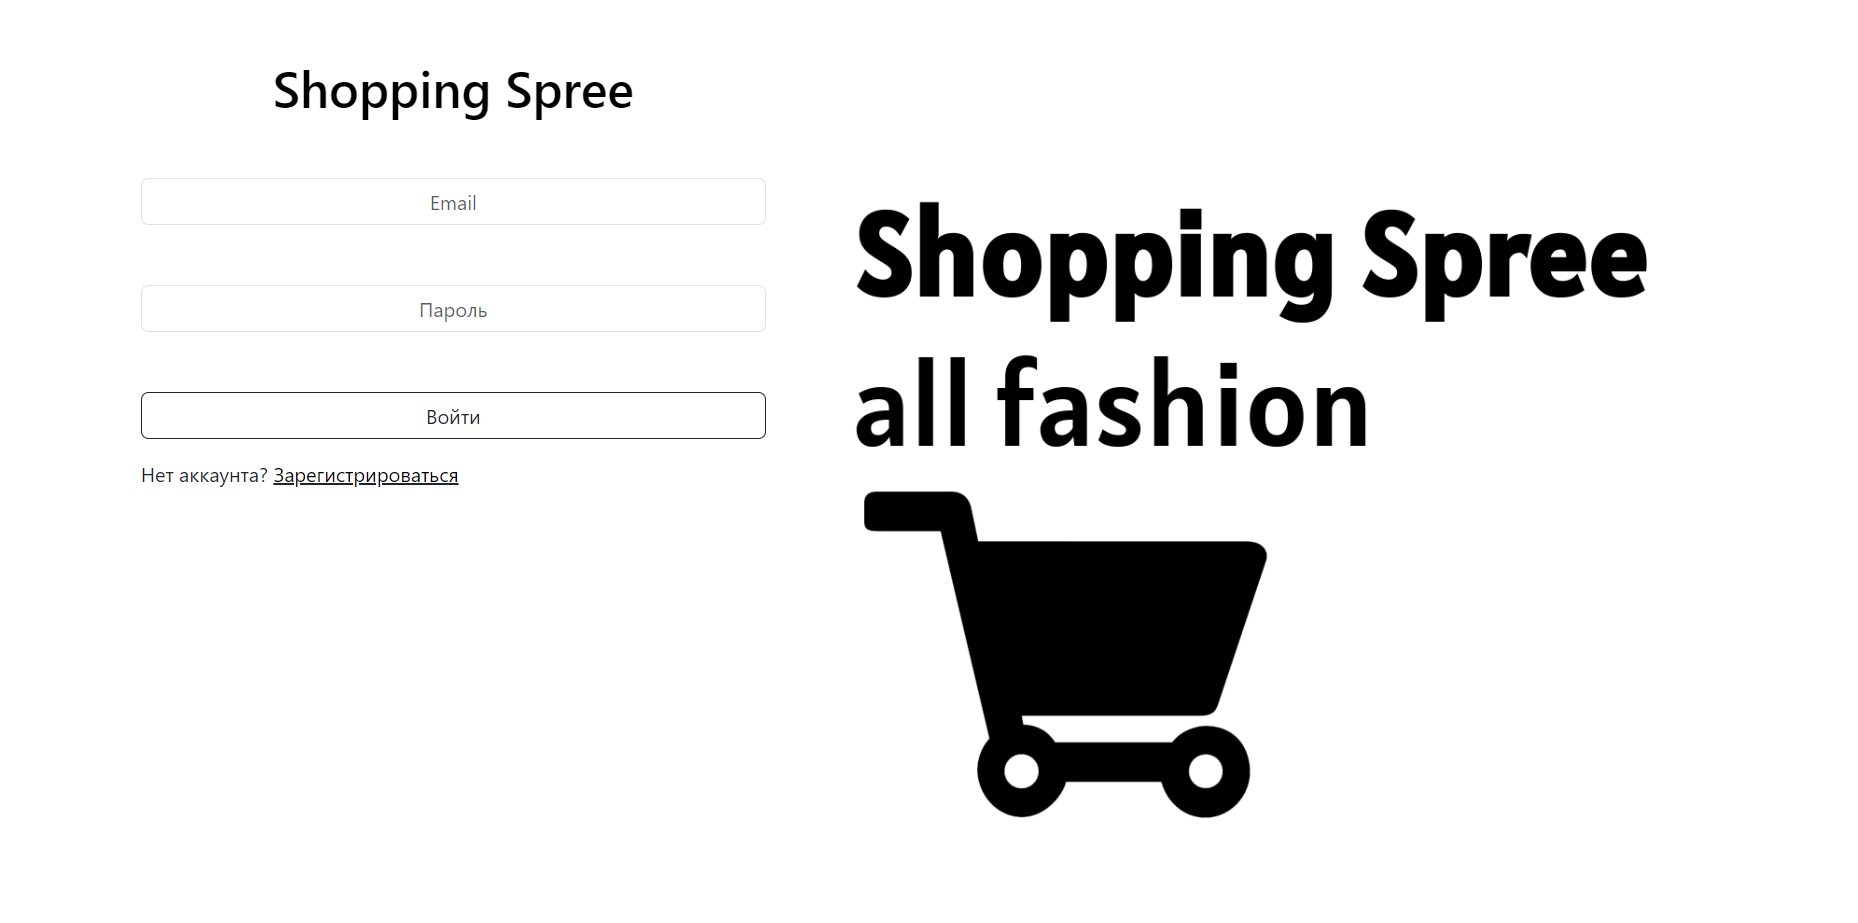 Shopping Spree
Email
Пароль
Войти
Нет аккаунта? Зарегистрироваться
Shopping Spree
all fashion